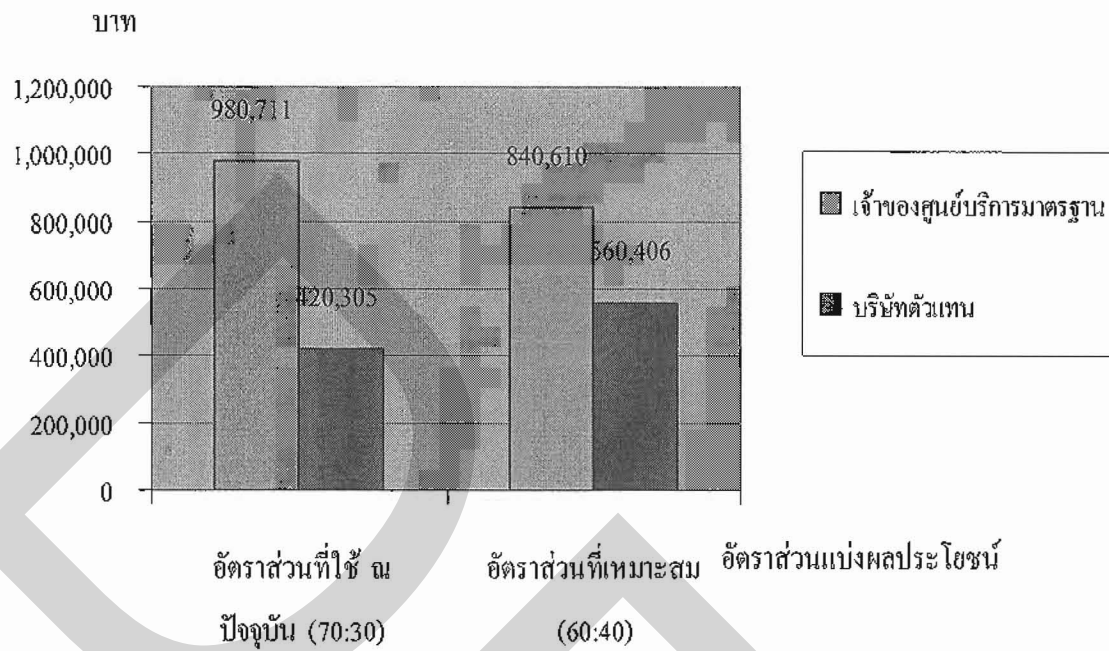 บาท
1,200,000
1,000,000
800,000
600,000
400,000
200,000
0
980,711
420,305
840,610
560,406
เจ้าของศูนย์บริการมาตรฐาน
บริษัทตัวแทน
อัตราส่วนที่ใช้ ณ
ปัจจุบัน (70:30)
อัตราส่วนที่เหมาะสม
(60:40)
อัตราส่วนแบ่งผลประโยชน์